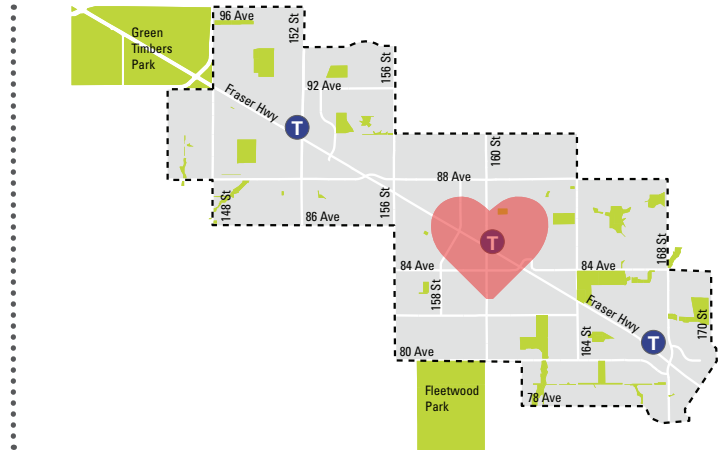 96 Ave
152 St
Green
Timbers
Park
156 St
92 Ave
Fraser Hwy
T
160 St
88 Ave
148 St
156 St
86 Ave
T
168 St
84 Ave
84 Ave
158 St
Fraser Hwy
170 St
164 St
T
80 Ave
Fleetwood
Park
78 Ave